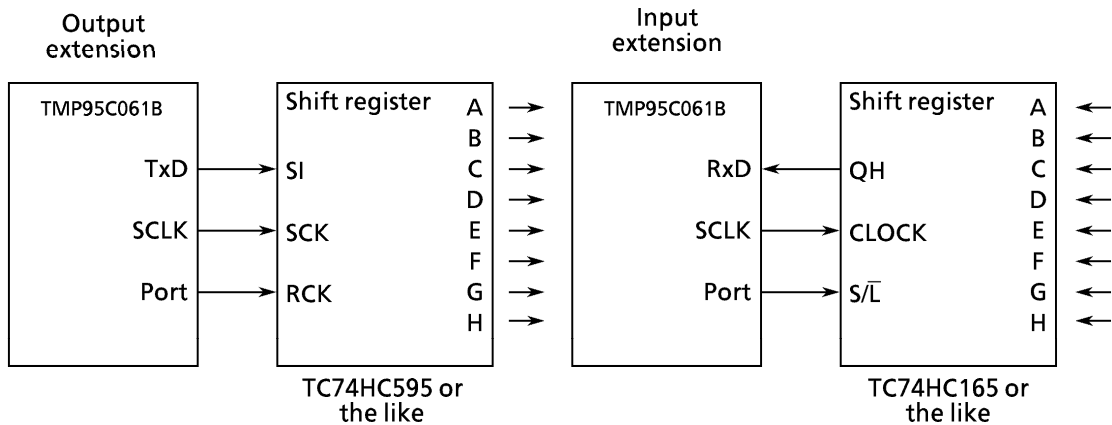 Output
extension
TMP95C061B
TxD
SCLK
Port
Shift register
SI
SCK
RCK
A
B
C
D
E
F
G
H
TC74HC595 or
the like
Input
extension
TMP95C061B
RxD
SCLK
Port
Shift register
QH
CLOCK
S/L̅
A
B
C
D
E
F
G
H
TC74HC165 or
the like